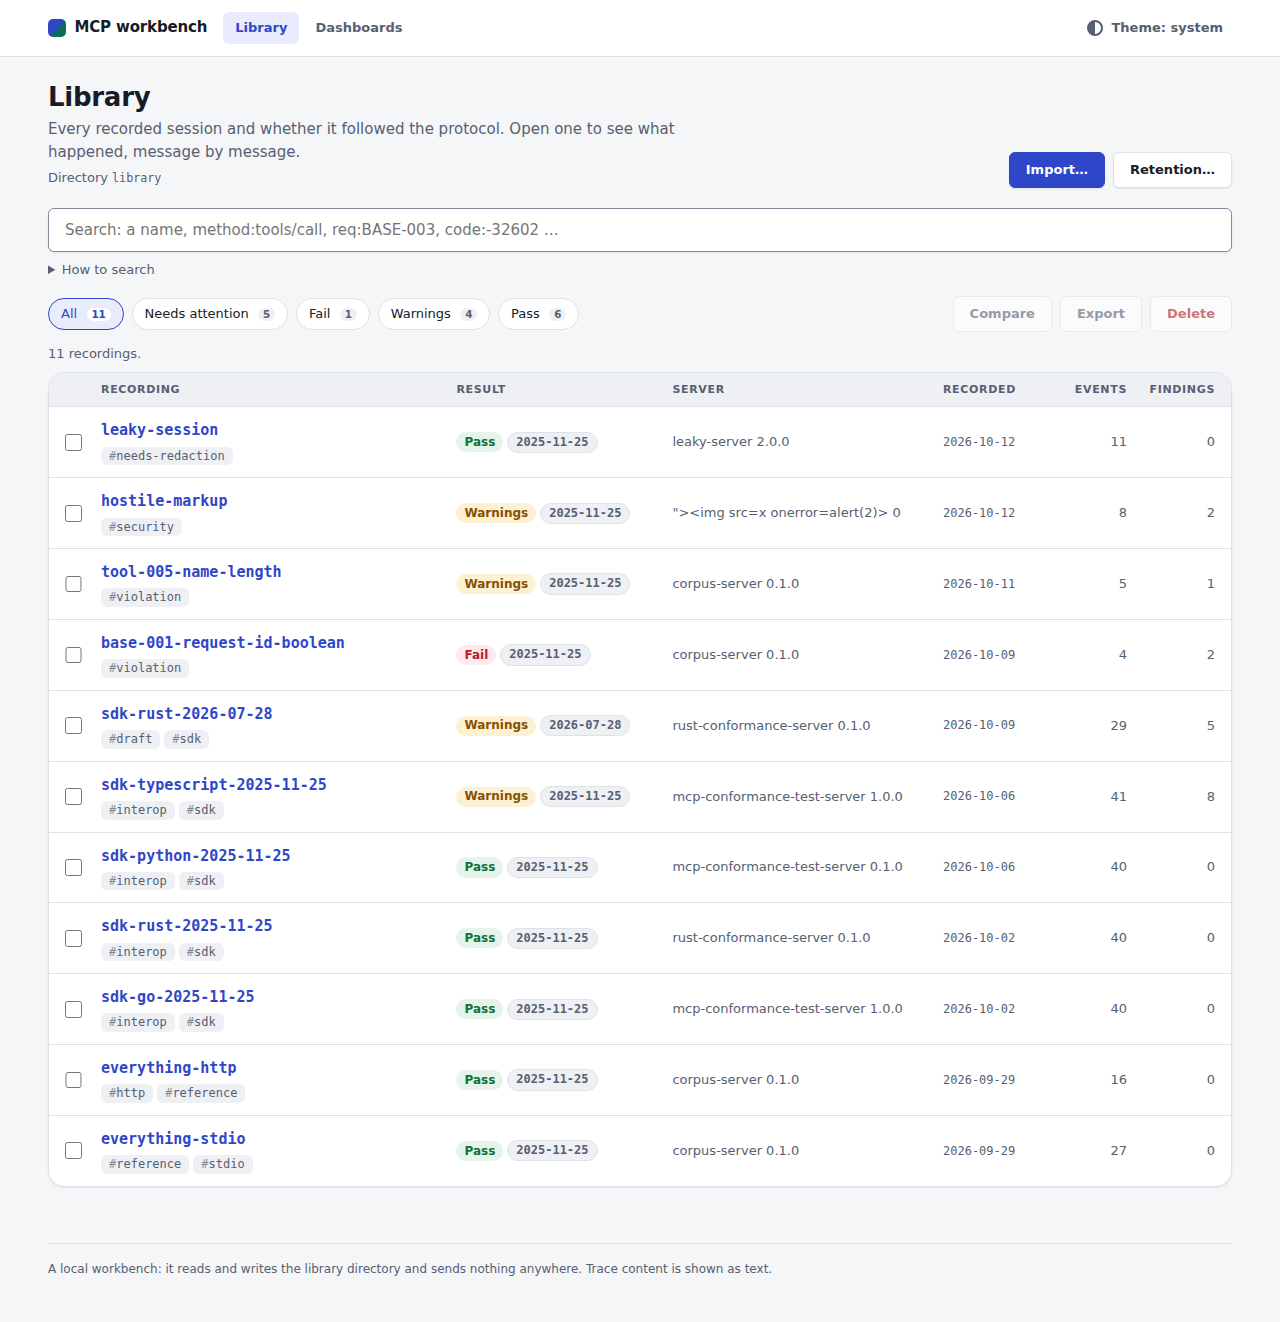 MCP workbench Library Dashboards Theme: system
Library
Every recorded session and whether it followed the protocol. Open one to see what
happened, message by message.
Directory library
Import… Retention…
Search: a name, method:tools/call, req:BASE-003, code:-32602 …
How to search
All 11 Needs attention 5 Fail 1 Warnings 4 Pass 6 Compare Export Delete
11 recordings.
RECORDING RESULT SERVER RECORDED EVENTS FINDINGS
leaky-session
#needs-redaction
Pass 2025-11-25 leaky-server 2.0.0 2026-10-12 11 0
hostile-markup
#security
Warnings 2025-11-25 "><img src=x onerror=alert(2)> 0 2026-10-12 8 2
tool-005-name-length
#violation
Warnings 2025-11-25 corpus-server 0.1.0 2026-10-11 5 1
base-001-request-id-boolean
#violation
Fail 2025-11-25 corpus-server 0.1.0 2026-10-09 4 2
sdk-rust-2026-07-28
#draft #sdk
Warnings 2026-07-28 rust-conformance-server 0.1.0 2026-10-09 29 5
sdk-typescript-2025-11-25
#interop #sdk
Warnings 2025-11-25 mcp-conformance-test-server 1.0.0 2026-10-06 41 8
sdk-python-2025-11-25
#interop #sdk
Pass 2025-11-25 mcp-conformance-test-server 0.1.0 2026-10-06 40 0
sdk-rust-2025-11-25
#interop #sdk
Pass 2025-11-25 rust-conformance-server 0.1.0 2026-10-02 40 0
sdk-go-2025-11-25
#interop #sdk
Pass 2025-11-25 mcp-conformance-test-server 1.0.0 2026-10-02 40 0
everything-http
#http #reference
Pass 2025-11-25 corpus-server 0.1.0 2026-09-29 16 0
everything-stdio
#reference #stdio
Pass 2025-11-25 corpus-server 0.1.0 2026-09-29 27 0
A local workbench: it reads and writes the library directory and sends nothing anywhere. Trace content is shown as text.